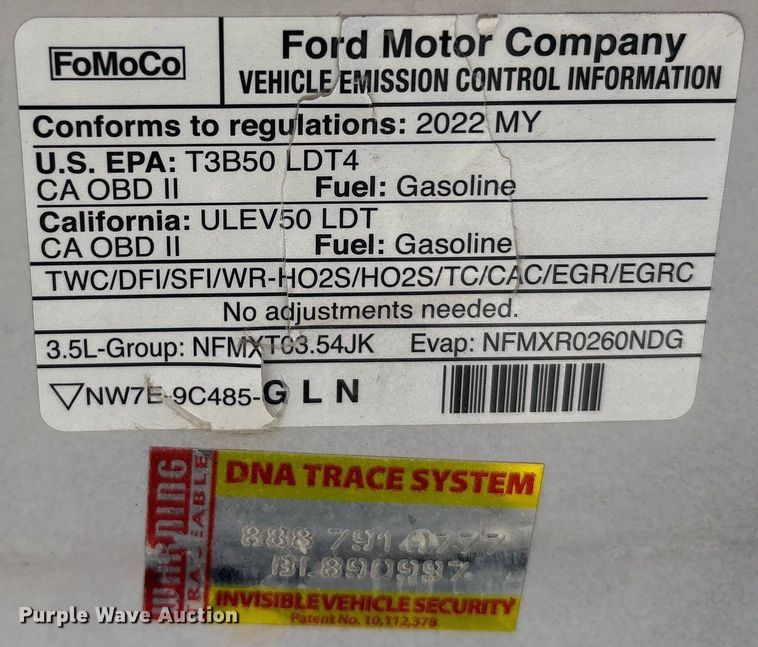 FoMoCo
Ford Motor Company
VEHICLE EMISSION CONTROL INFORMATION
Conforms to regulations: 2022 MY
U.S. EPA: T3B50 LDT4
CA OBD II Fuel: Gasoline
California: ULEV50 LDT
CA OBD II Fuel: Gasoline
TWC/DFI/SFI/WR-HO2S/HO2S/TC/CAC/EGR/EGRC
No adjustments needed.
3.5L-Group: NFMXT03.54JK Evap: NFMXR0260NDG
NW7E-9C485-G L N
WARNING
TRACEABLE
DNA TRACE SYSTEM
888 791
BL890997
INVISIBLE VEHICLE SECURITY
Patent No. 10,112,378
Purple Wave Auction